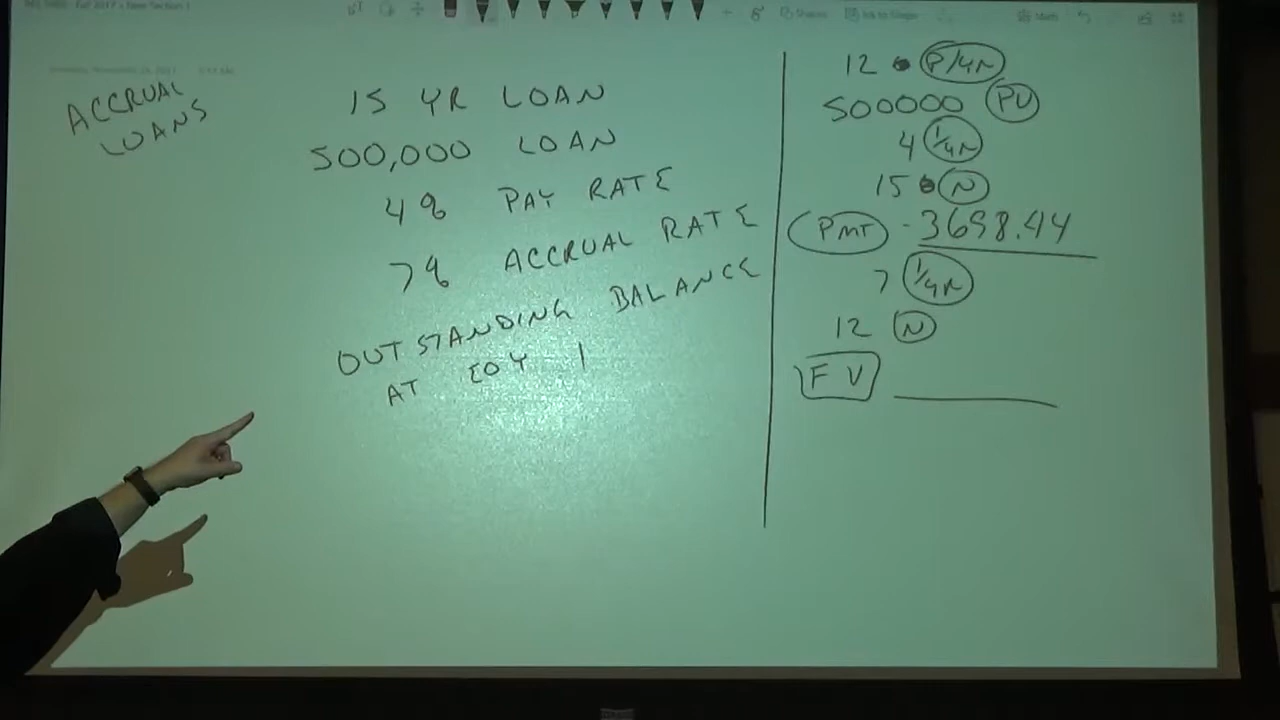 ACCRUAL
LOANS
15 YR LOAN
500,000 LOAN
4% PAY RATE
7% ACCRUAL RATE
OUTSTANDING BALANCE
AT EOY 1
12 P/YR
500000 PV
4 I/YR
15 N
PMT -3698.44
7 I/YR
12 N
FV